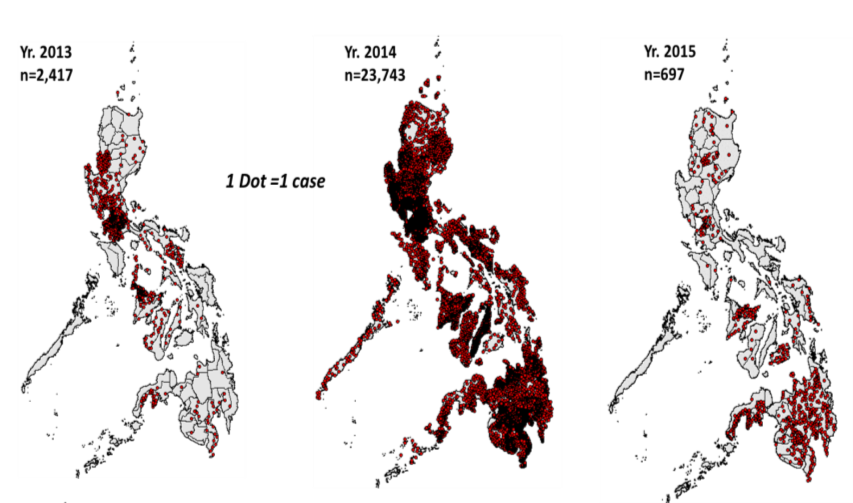 Yr. 2013
n=2,417
Yr. 2014
n=23,743
Yr. 2015
n=697
1 Dot =1 case